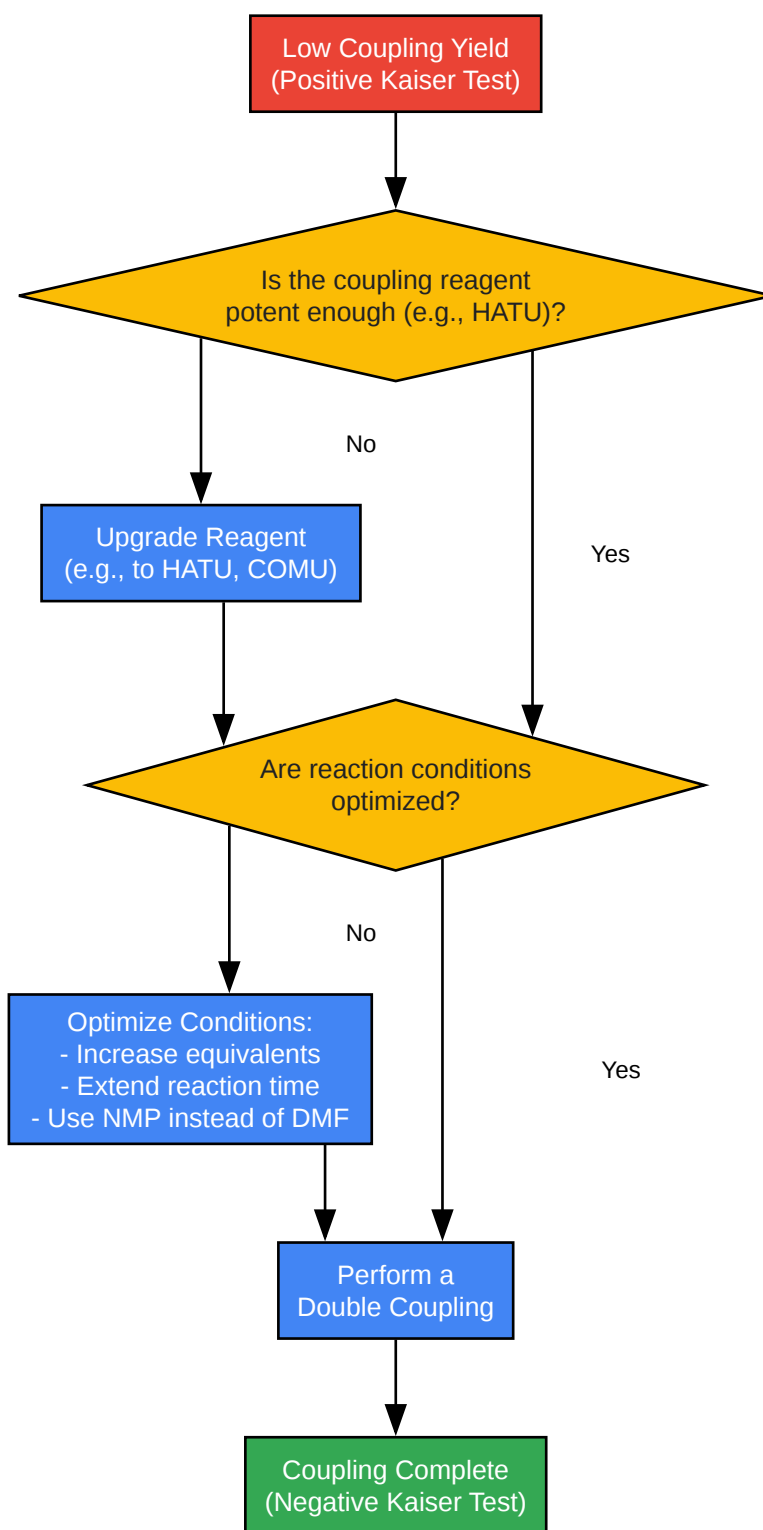 Low Coupling Yield
(Positive Kaiser Test)
Is the coupling reagent
potent enough (e.g., HATU)?
No
Upgrade Reagent
(e.g., to HATU, COMU)
Yes
Are reaction conditions
optimized?
No
Optimize Conditions:
- Increase equivalents
- Extend reaction time
- Use NMP instead of DMF
Yes
Perform a
Double Coupling
Coupling Complete
(Negative Kaiser Test)